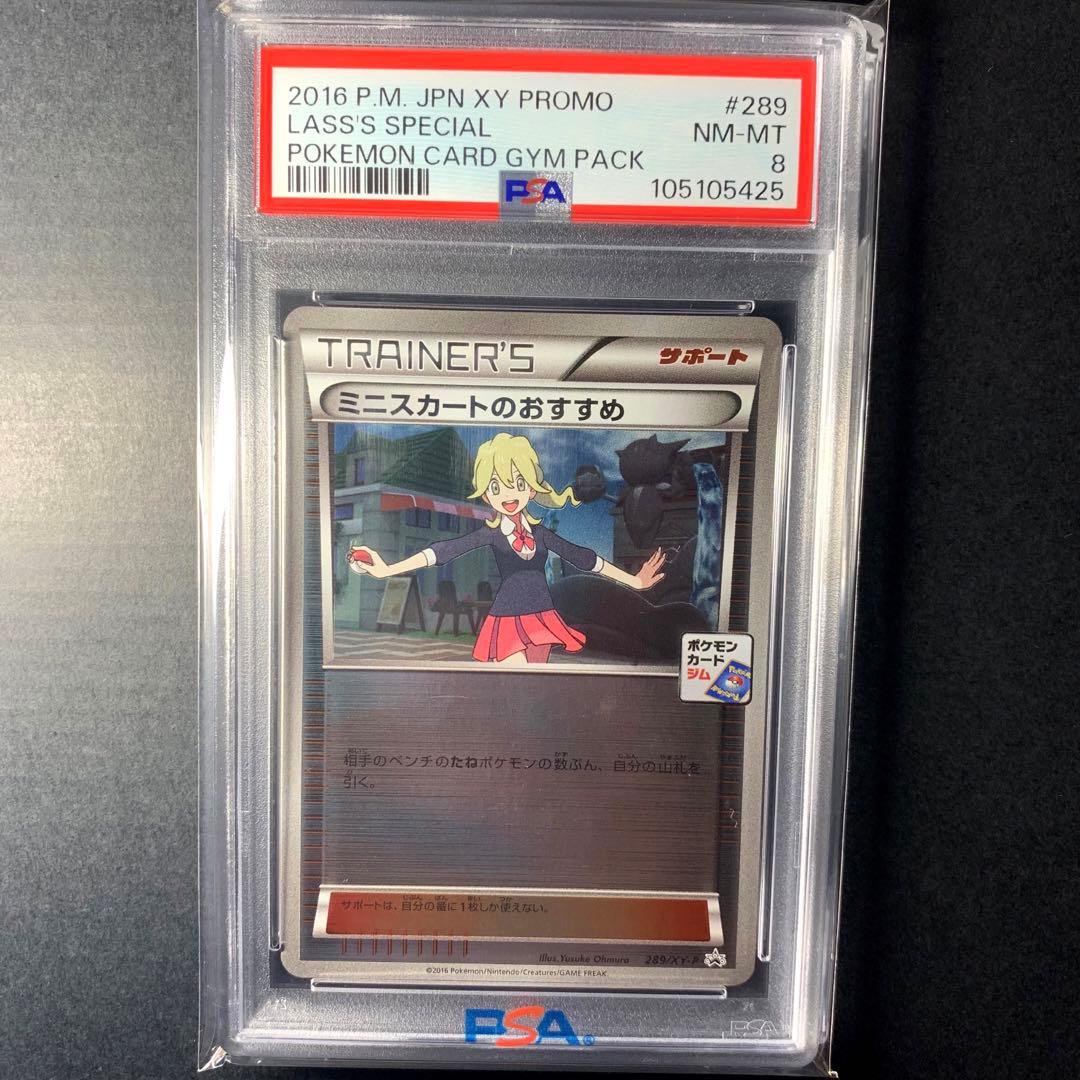 2016 P.M. JPN XY PROMO #289
LASS'S SPECIAL NM-MT
POKEMON CARD GYM PACK 8
PSA 105105425
TRAINER'S サポート
ミニスカートのおすすめ
ポケモン
カード
ジム
相手のベンチのたねポケモンの数ぶん、自分の山札を
引く。
サポートは、自分の番に1枚しか使えない。
Illus.Yusuke Ohmura 289/XY-P
©2016 Pokémon/Nintendo/Creatures/GAME FREAK
PSA
PSA